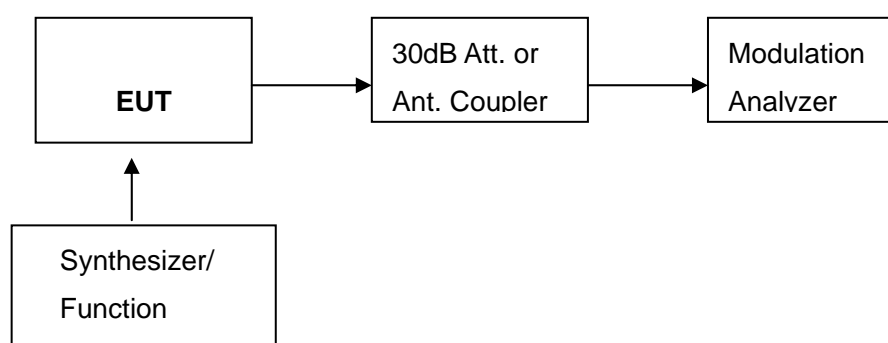 EUT
30dB Att. or
Ant. Coupler
Modulation
Analyzer
Synthesizer/
Function